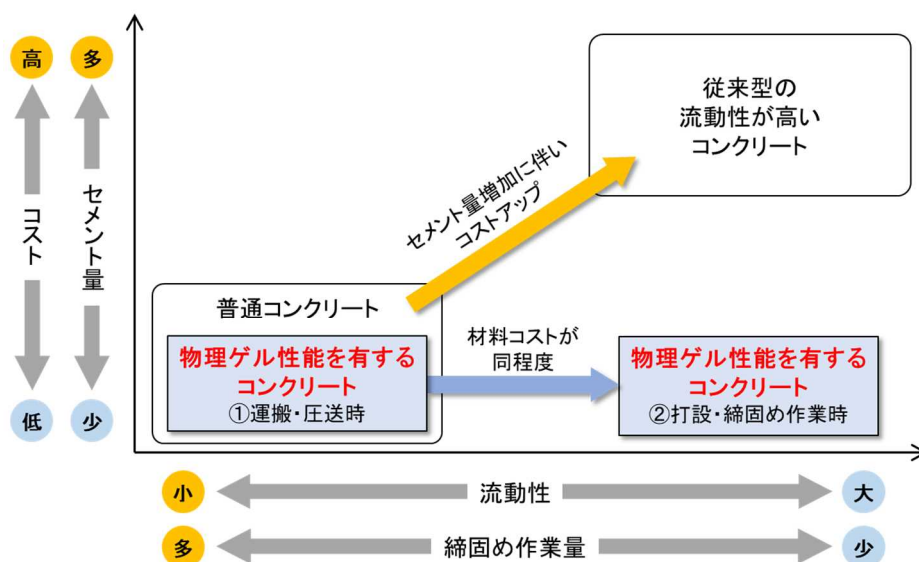 高
多
コスト
セメント量
低
少
従来型の
流動性が高い
コンクリート
セメント量増加に伴い
コストアップ
普通コンクリート
物理ゲル性能を有する
コンクリート
①運搬・圧送時
材料コストが
同程度
物理ゲル性能を有する
コンクリート
②打設・締固め作業時
小
流動性
大
多
締固め作業量
少